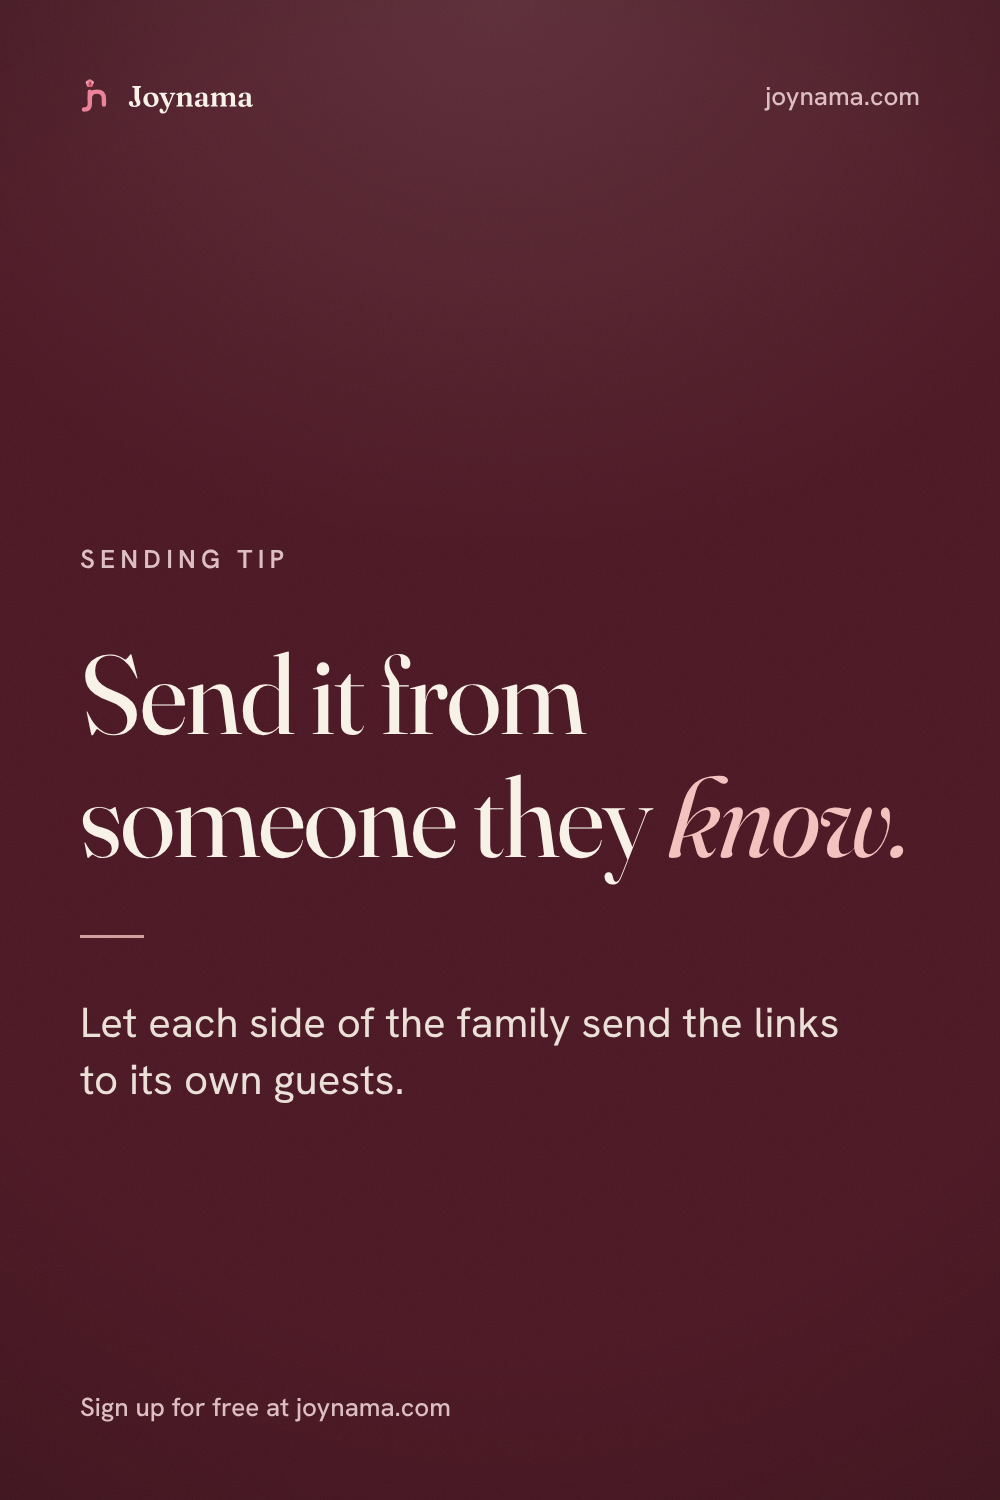 Joynama
joynama.com
SENDING TIP
Send it from
someone they know.
Let each side of the family send the links
to its own guests.
Sign up for free at joynama.com